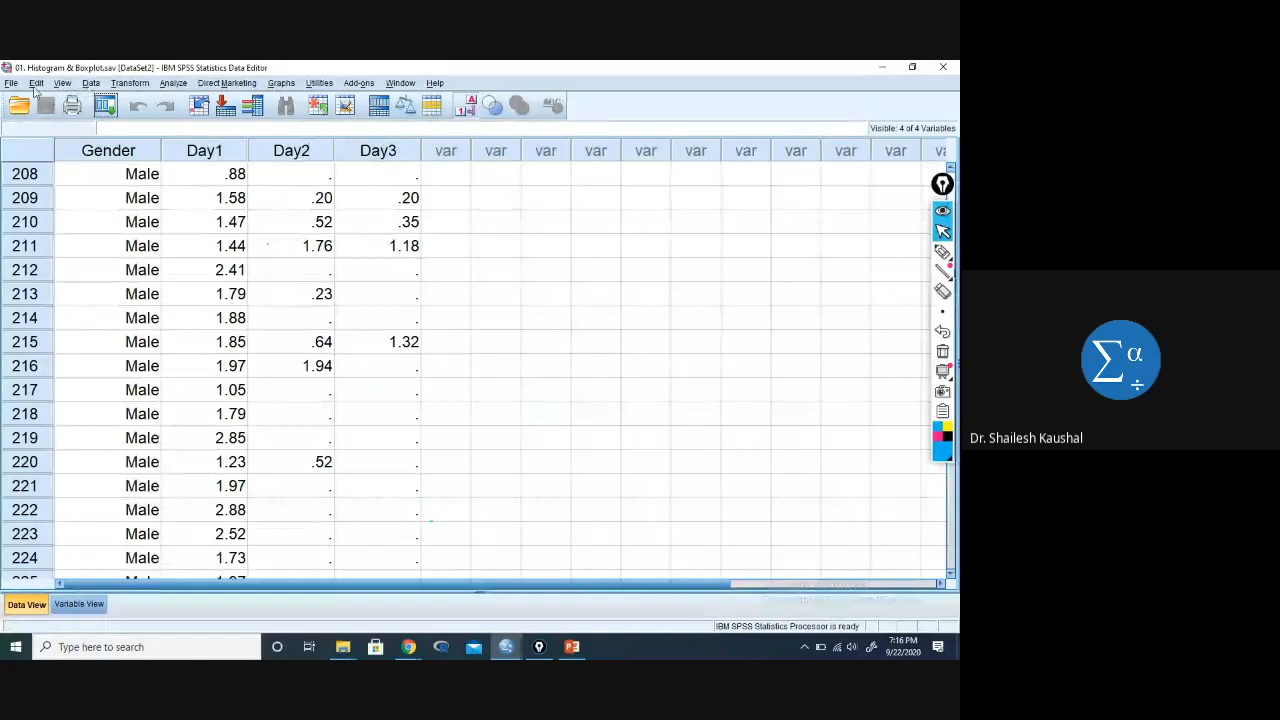 01. Histogram & Boxplot.sav [DataSet2] - IBM SPSS Statistics Data Editor
File Edit View Data Transform Analyze Direct Marketing Graphs Utilities Add-ons Window Help
Visible: 4 of 4 Variables
Gender Day1 Day2 Day3 var var var var var var var var var var
208 Male .88 . .
209 Male 1.58 .20 .20
210 Male 1.47 .52 .35
211 Male 1.44 1.76 1.18
212 Male 2.41 . .
213 Male 1.79 .23 .
214 Male 1.88 . .
215 Male 1.85 .64 1.32
216 Male 1.97 1.94 .
217 Male 1.05 . .
218 Male 1.79 . .
219 Male 2.85 . .
220 Male 1.23 .52 .
221 Male 1.97 . .
222 Male 2.88 . .
223 Male 2.52 . .
224 Male 1.73 . .
Data View Variable View
IBM SPSS Statistics Processor is ready
Type here to search
7:16 PM
9/22/2020
Σ α ÷
Dr. Shailesh Kaushal